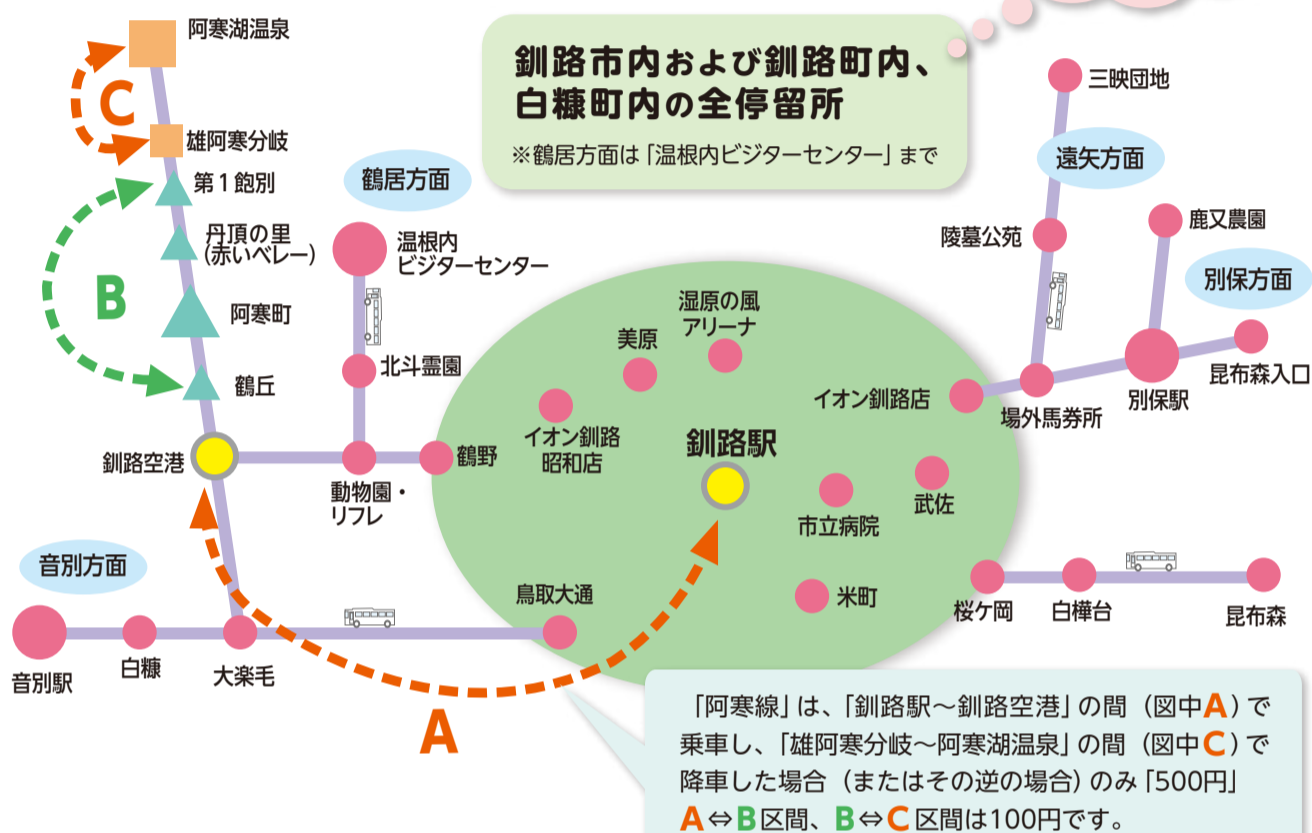 阿寒湖温泉
C
雄阿寒分岐
第1飽別
丹頂の里
(赤いベレー)
B
阿寒町
鶴丘
釧路空港
釧路市内および釧路町内、
白糠町内の全停留所
※鶴居方面は「温根内ビジターセンター」まで
鶴居方面
温根内
ビジターセンター
北斗霊園
動物園・
リフレ
鶴野
三映団地
遠矢方面
陵墓公苑
鹿又農園
別保方面
昆布森入口
別保駅
場外馬券所
イオン釧路店
湿原の風
アリーナ
美原
イオン釧路
昭和店
釧路駅
市立病院
武佐
米町
鳥取大通
桜ケ岡
白樺台
昆布森
音別方面
音別駅
白糠
大楽毛
A
「阿寒線」は、「釧路駅～釧路空港」の間（図中A）で
乗車し、「雄阿寒分岐～阿寒湖温泉」の間（図中C）で
降車した場合（またはその逆の場合）のみ「500円」
A⇔B区間、B⇔C区間は100円です。